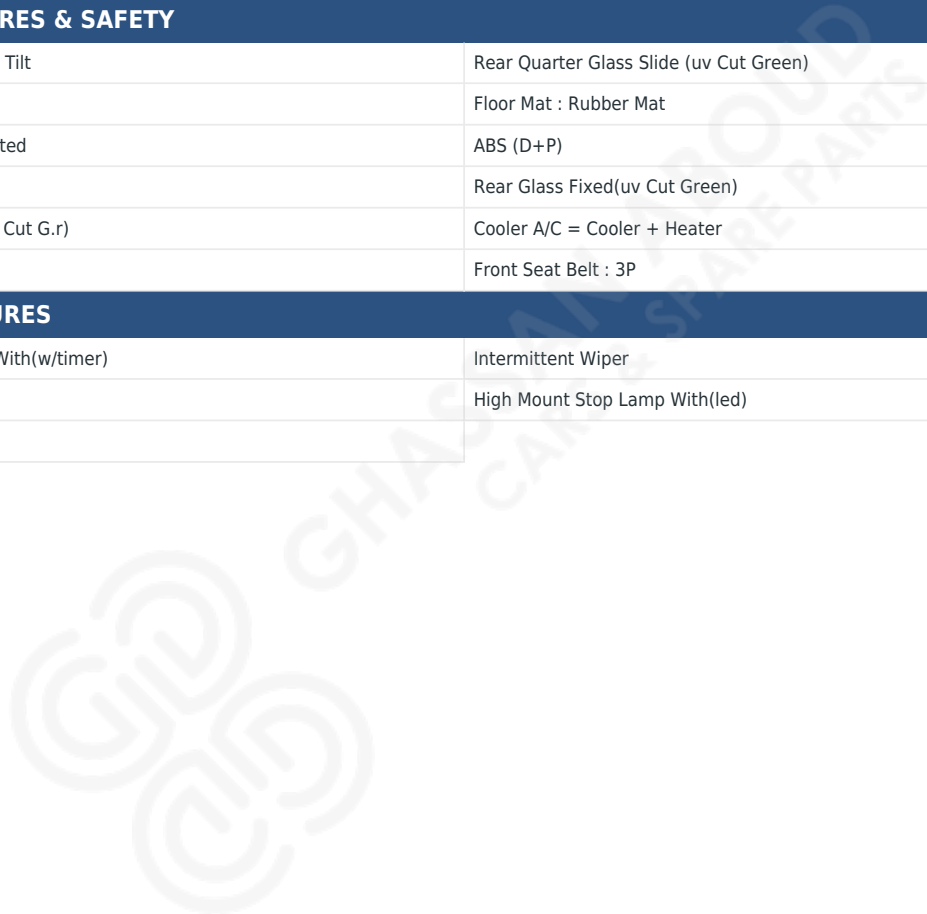 RES & SAFETY
Tilt
Rear Quarter Glass Slide (uv Cut Green)
Floor Mat : Rubber Mat
ted
ABS (D+P)
Rear Glass Fixed(uv Cut Green)
Cut G.r)
Cooler A/C = Cooler + Heater
Front Seat Belt : 3P
URES
With(w/timer)
Intermittent Wiper
High Mount Stop Lamp With(led)
GHASSAN ABOUD
CARS & SPARE PARTS